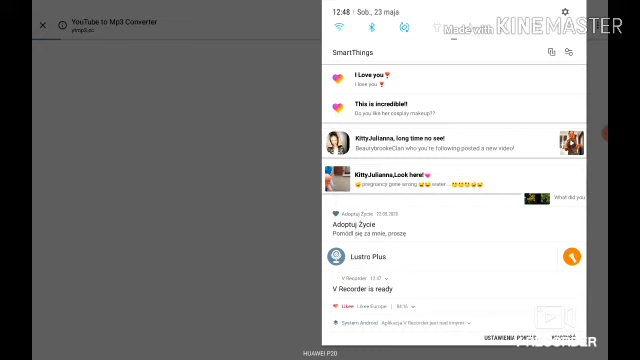 YouTube to Mp3 Converter
ytmp3.cc
12:48 Sob., 23 maja
Made with KINEMASTER
SmartThings
I Love you❣
I love you ❣
This is incredible!!
Do you like her cosplay makeup??
KittyJulianna, long time no see!
BeautybrookeClan who you're following posted a new video!
KittyJulianna,Look here!💗
pregnancy gone wrong sister...
What did you
Adoptuj Życie 23.05.2020
Adoptuj Życie
Pomódl się za mnie, proszę
Lustro Plus
V Recorder 12:47
V Recorder is ready
Likee Likee Europe
System Android Aplikacja V Recorder jest nad innymi
USTAWIENIA
HUAWEI P20